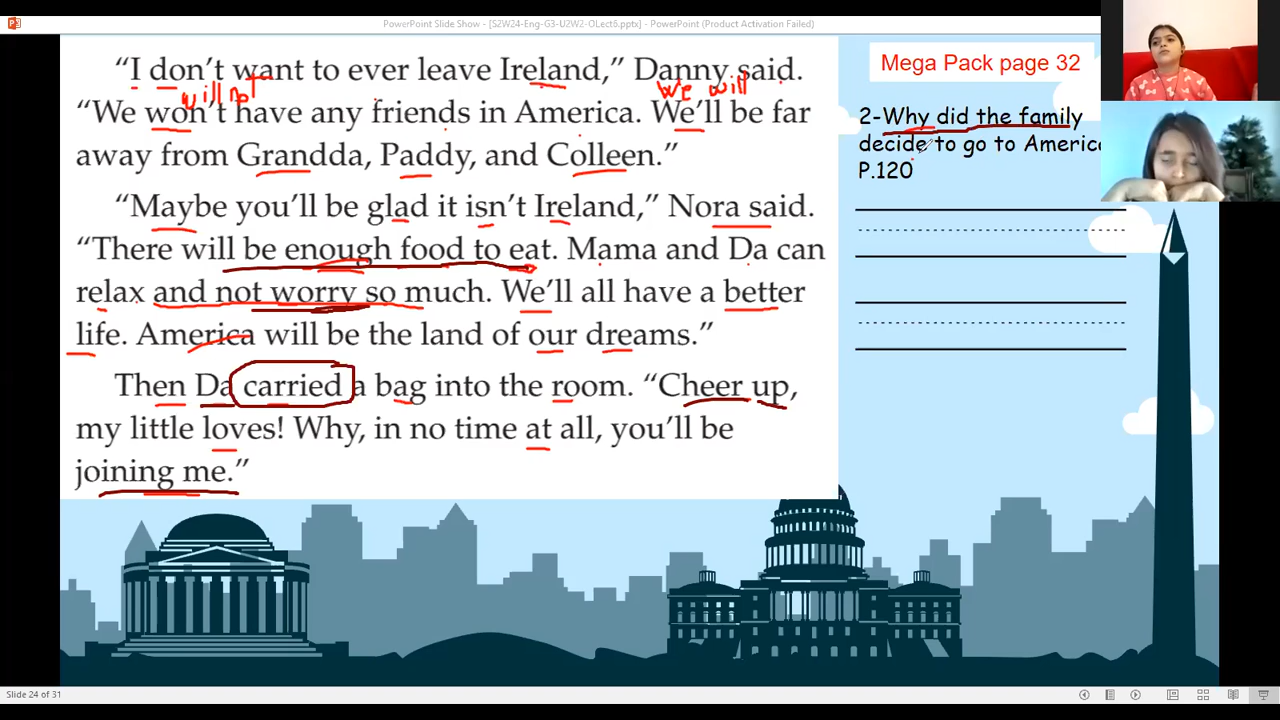 PowerPoint Slide Show - [S2W24-Eng-G3-U2W2-OLect6.pptx] - PowerPoint (Product Activation Failed)
“I don’t want to ever leave Ireland,” Danny said.
will not
We will
“We won’t have any friends in America. We’ll be far
away from Grandda, Paddy, and Colleen.”
“Maybe you’ll be glad it isn’t Ireland,” Nora said.
“There will be enough food to eat. Mama and Da can
relax and not worry so much. We’ll all have a better
life. America will be the land of our dreams.”
Then Da carried a bag into the room. “Cheer up,
my little loves! Why, in no time at all, you’ll be
joining me.”
Mega Pack page 32
2-Why did the family
decide to go to America
P.120
Slide 24 of 31